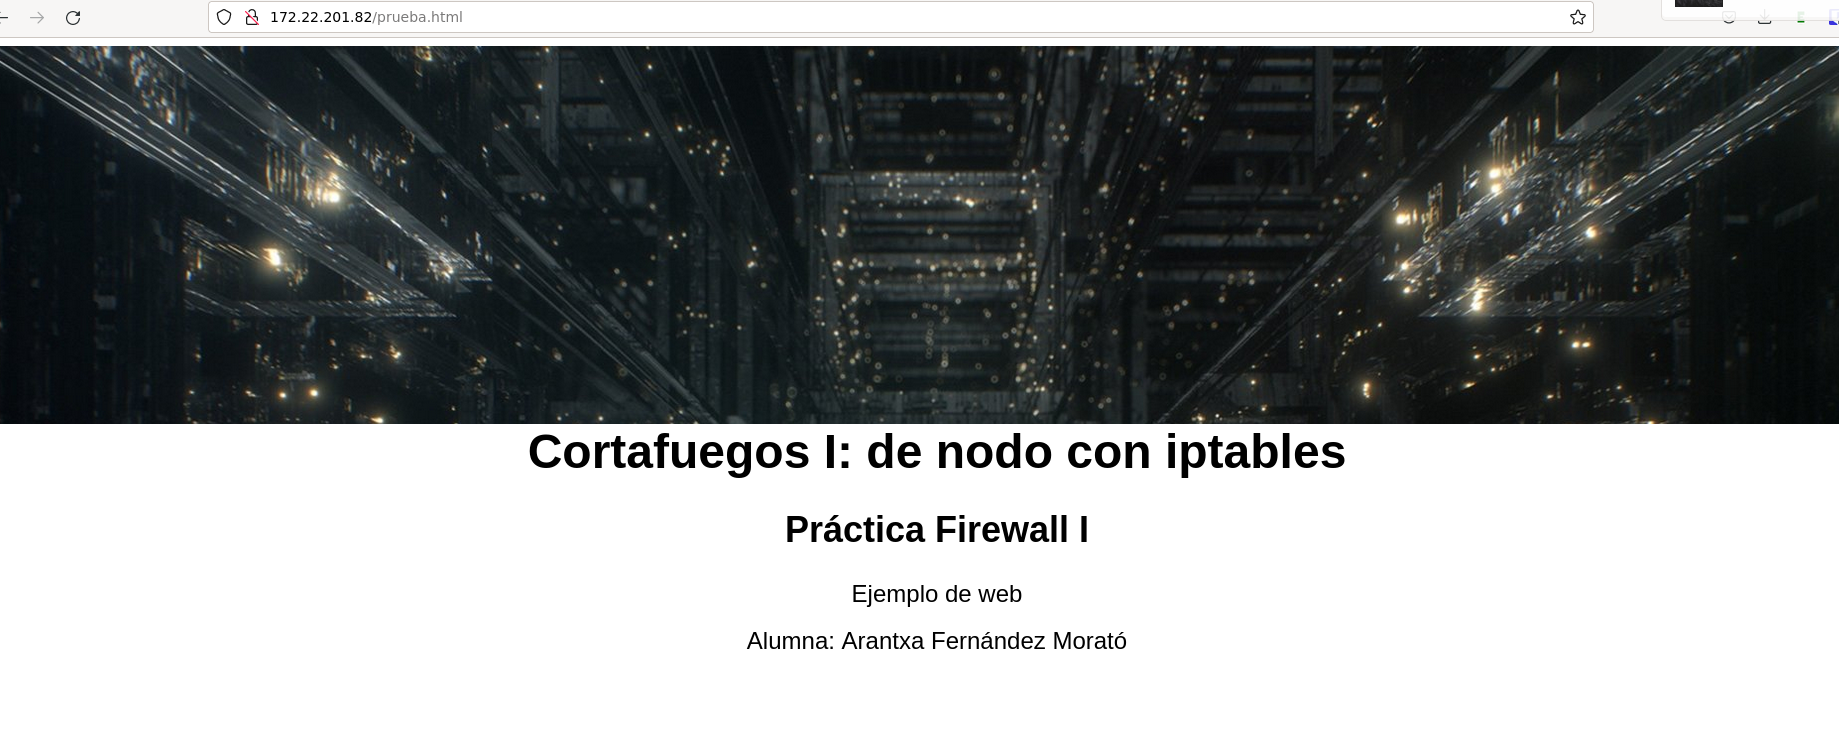 172.22.201.82/prueba.html
Cortafuegos I: de nodo con iptables
Práctica Firewall I
Ejemplo de web
Alumna: Arantxa Fernández Morató